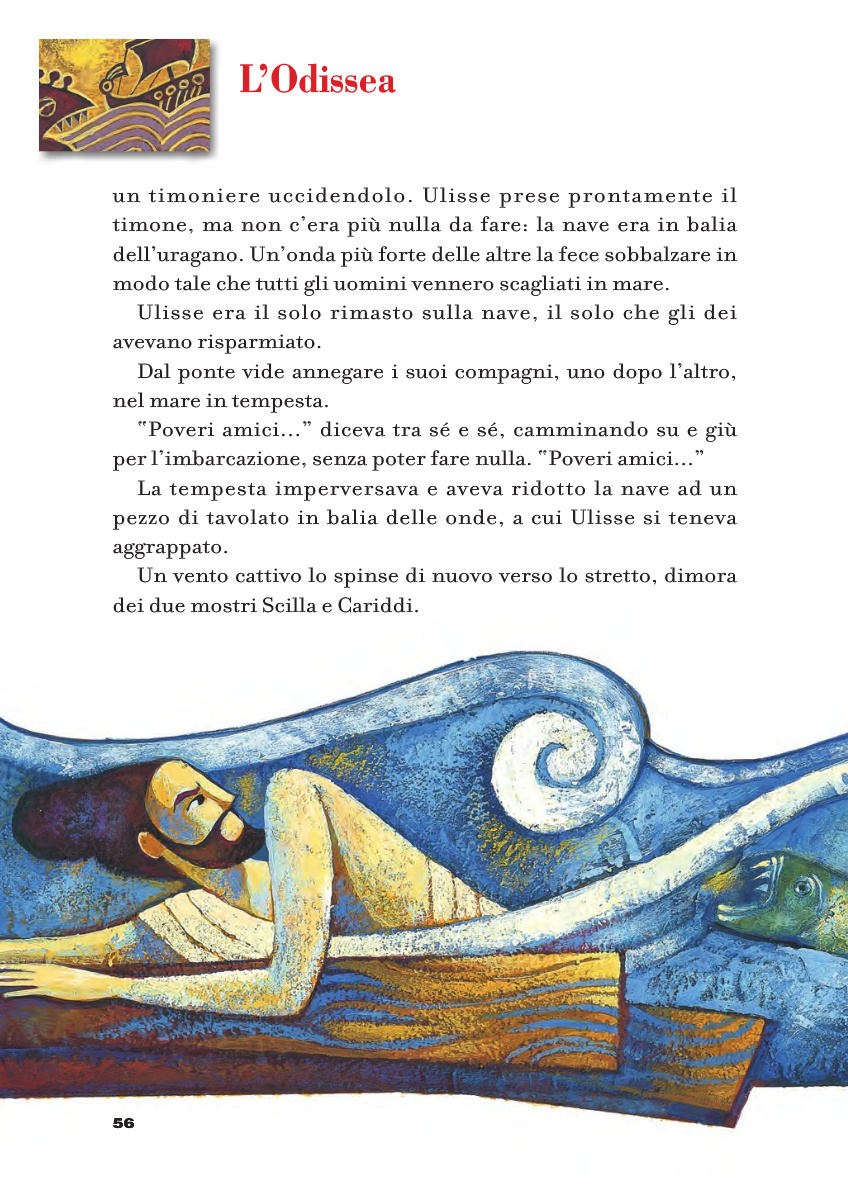 L'Odissea
un timoniere uccidendolo. Ulisse prese prontamente il
timone, ma non c'era più nulla da fare: la nave era in balia
dell'uragano. Un'onda più forte delle altre la fece sobbalzare in
modo tale che tutti gli uomini vennero scagliati in mare.
Ulisse era il solo rimasto sulla nave, il solo che gli dei
avevano risparmiato.
Dal ponte vide annegare i suoi compagni, uno dopo l'altro,
nel mare in tempesta.
‟Poveri amici...” diceva tra sé e sé, camminando su e giù
per l'imbarcazione, senza poter fare nulla. ‟Poveri amici...”
La tempesta imperversava e aveva ridotto la nave ad un
pezzo di tavolato in balia delle onde, a cui Ulisse si teneva
aggrappato.
Un vento cattivo lo spinse di nuovo verso lo stretto, dimora
dei due mostri Scilla e Cariddi.
56